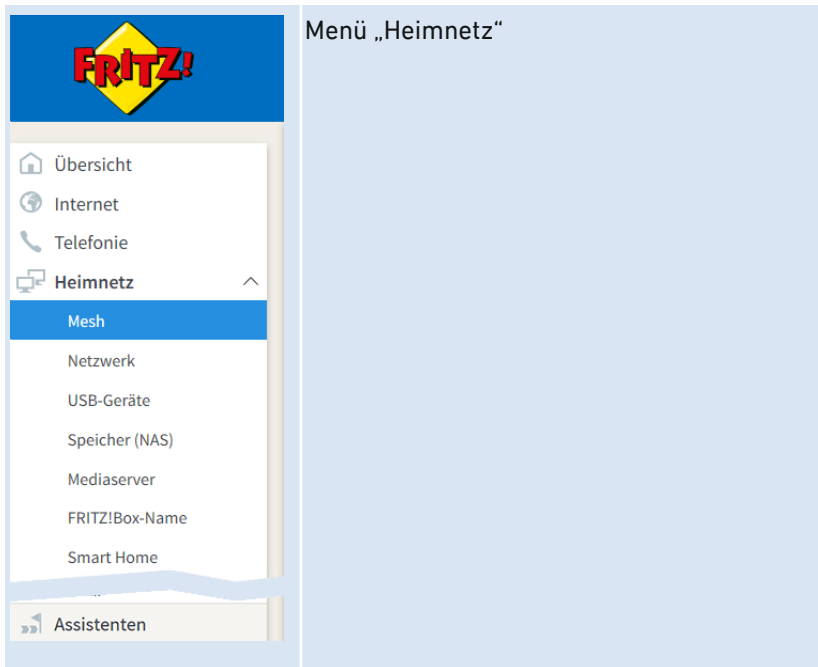 FRITZ!
Menü „Heimnetz“
Übersicht
Internet
Telefonie
Heimnetz
Mesh
Netzwerk
USB-Geräte
Speicher (NAS)
Mediaserver
FRITZ!Box-Name
Smart Home
Assistenten